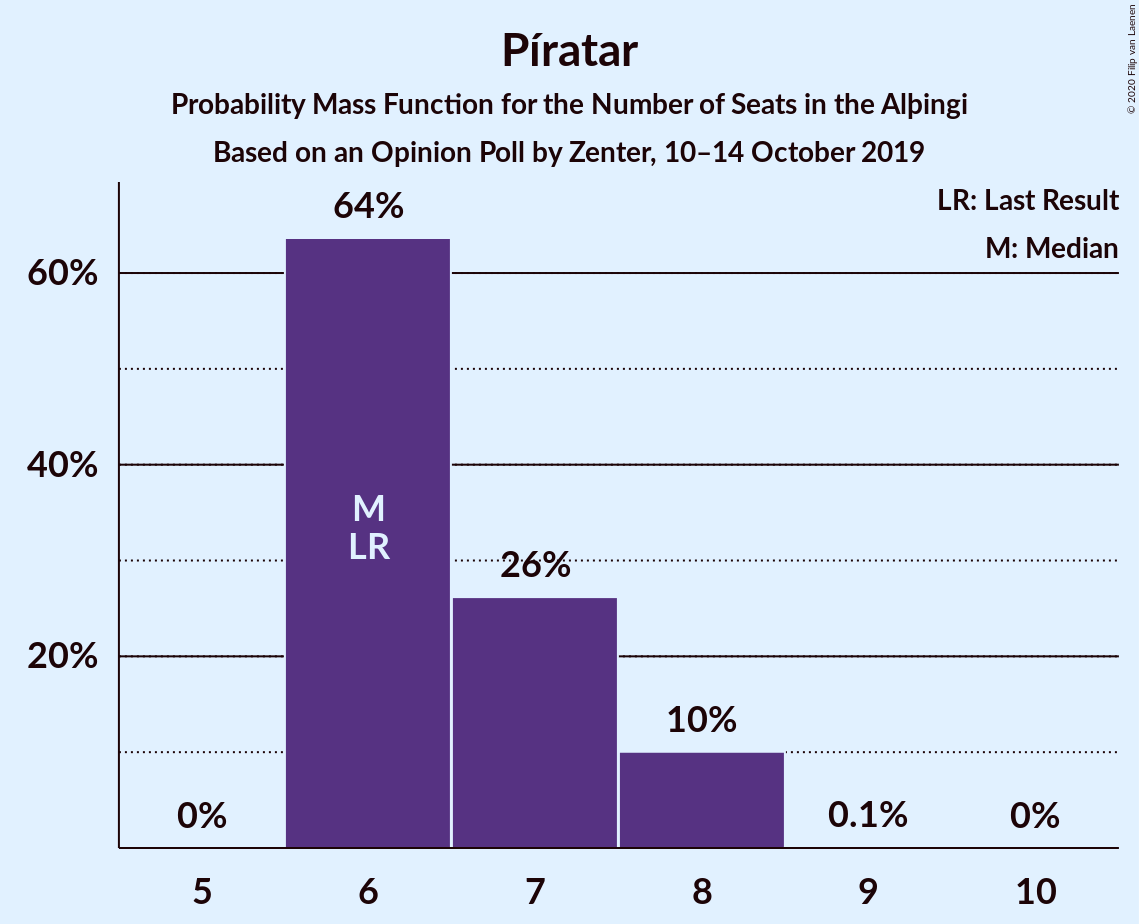 Píratar
Probability Mass Function for the Number of Seats in the Alþingi
Based on an Opinion Poll by Zenter, 10–14 October 2019
© 2020 Filip van Laenen
LR: Last Result
M: Median
64%
60%
40%
M
LR
26%
20%
10%
0%
0.1%
0%
5
6
7
8
9
10